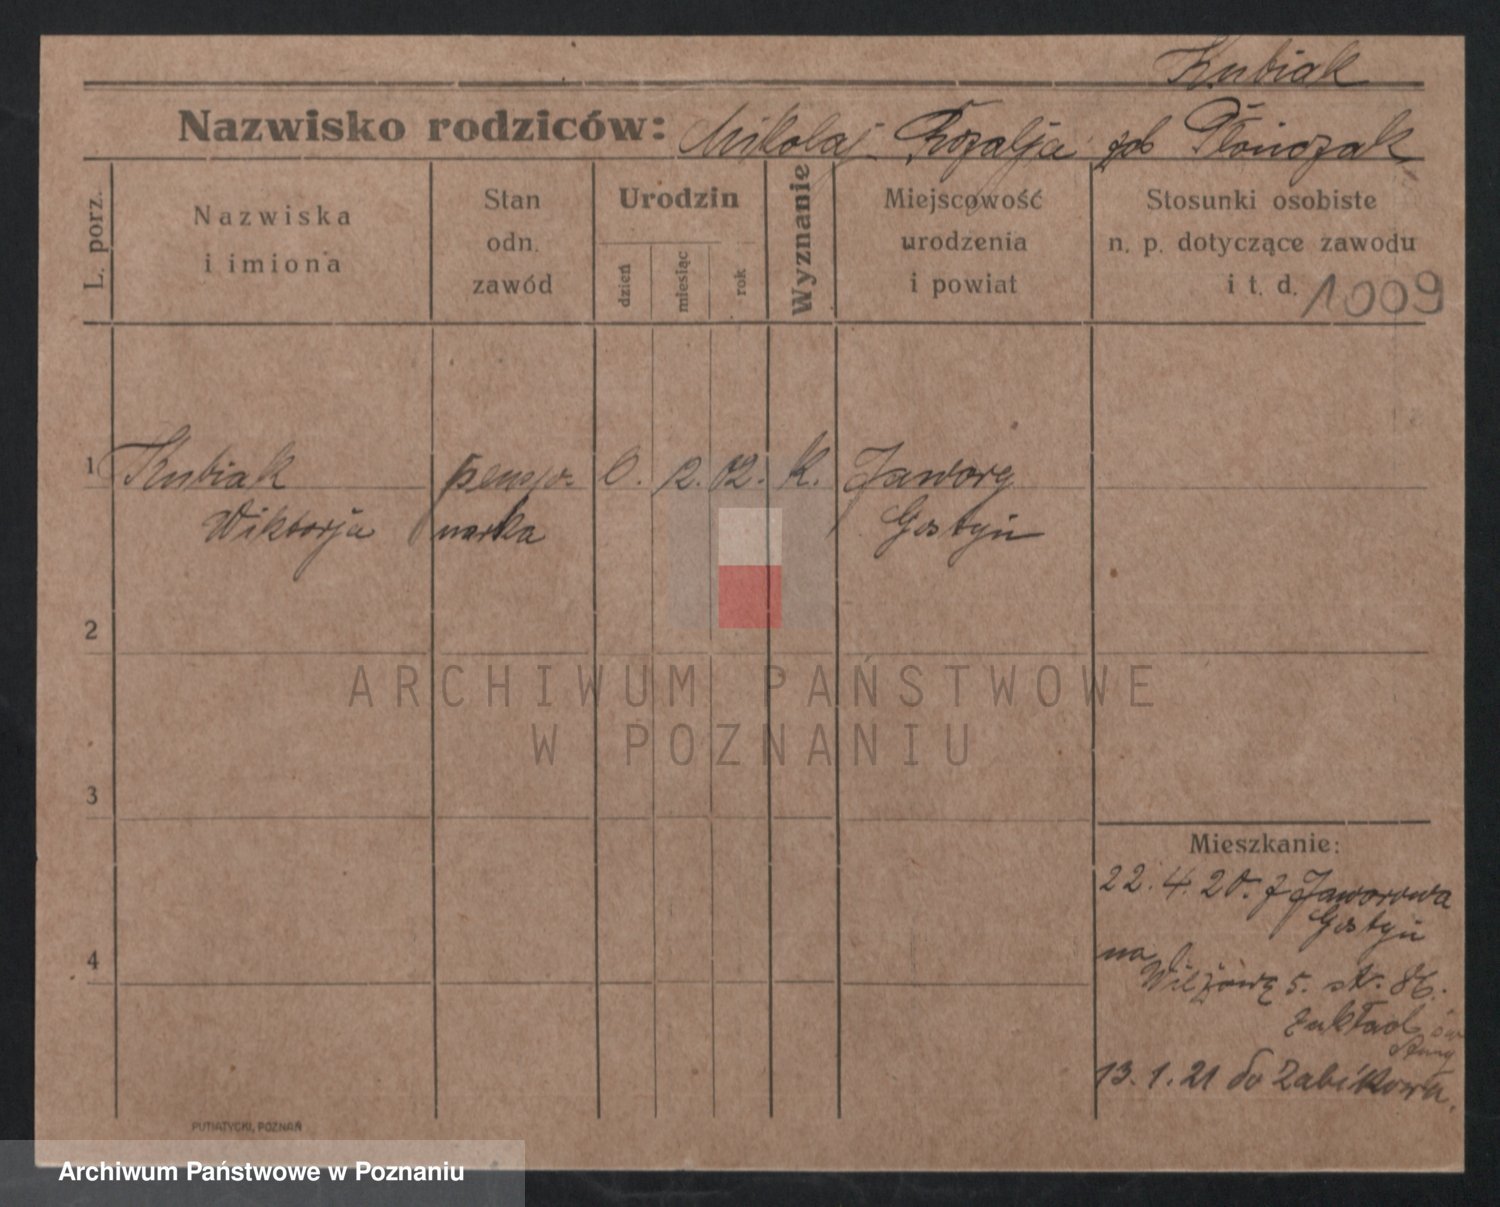 Kubiak
Nazwisko rodziców: Mikołaj Rozalja Płończak
L. porz.
Nazwiska
i imiona
Stan
odn.
zawód
Urodzin
dzień
miesiąc
rok
Wyznanie
Miejscowość
urodzenia
i powiat
Stosunki osobiste
n. p. dotyczące zawodu
i t. d.
1009
1 Kubiak pensjo- 12. 02. k. Jawory
Wiktorja narka Gostyń
2
3
4
Mieszkanie:
22. 4. 20. z Jaworowa
Gostyń
na
5. 86.
Zakład
13. 1. 21 do Zabikowa.
PUTIATYCKI, POZNAŃ
ARCHIWUM PAŃSTWOWE
W POZNANIU
Archiwum Państwowe w Poznaniu